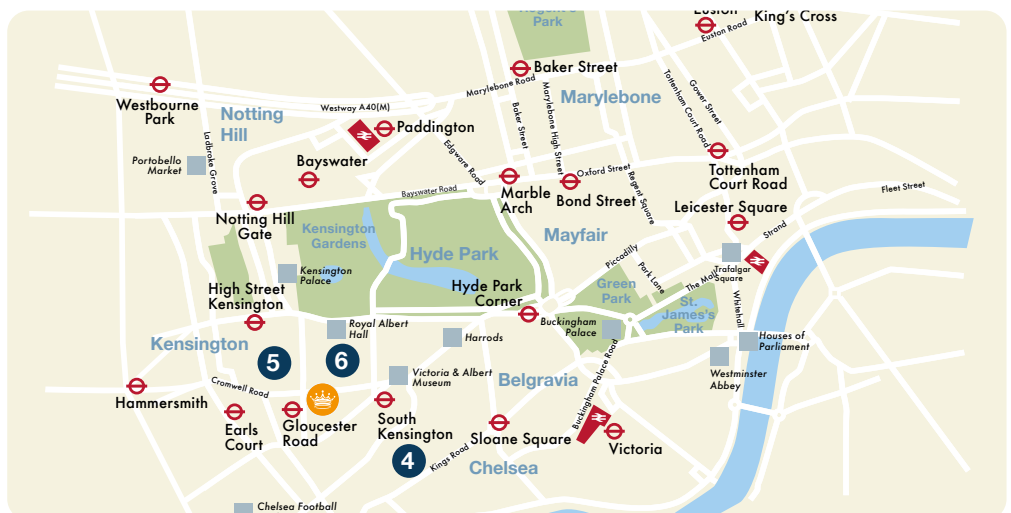 Regent's
Park
Euston
King's Cross
Euston Road
Baker Street
Marylebone Road
Marylebone
Westbourne
Park
Notting
Hill
Westway A40(M)
Paddington
Baker Street
Marylebone High Street
Tottenham Court Road
Gower Street
Portobello
Market
Ladbroke Grove
Bayswater
Edgware Road
Oxford Street
Tottenham
Court Road
Bayswater Road
Marble
Arch
Bond Street
Regent Square
Fleet Street
Notting Hill
Gate
Leicester Square
Kensington
Gardens
Hyde Park
Mayfair
Strand
Piccadilly
Trafalgar
Square
Kensington
Palace
High Street
Kensington
Hyde Park
Corner
Green
Park
Park Lane
The Mall
St.
James's
Park
Whitehall
Royal Albert
Hall
Harrods
Buckingham
Palace
Houses of
Parliament
Kensington
5
6
Victoria & Albert
Museum
Belgravia
Buckingham Palace Road
Westminster
Abbey
Hammersmith
Cromwell Road
Earls
Court
Gloucester
Road
South
Kensington
Sloane Square
Victoria
4
Kings Road
Chelsea
Chelsea Football